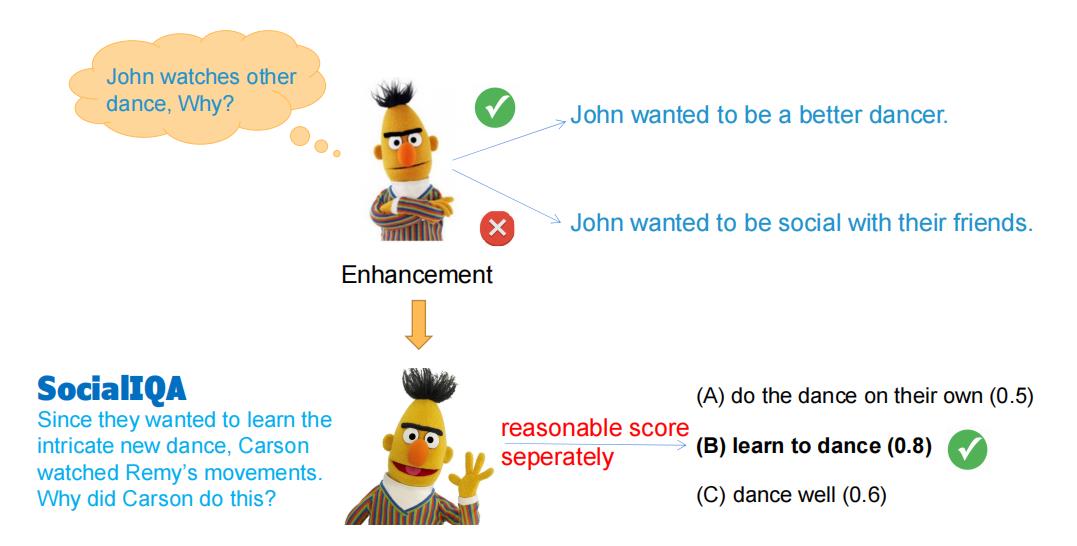 John watches other
dance, Why?
John wanted to be a better dancer.
John wanted to be social with their friends.
Enhancement
SocialIQA
Since they wanted to learn the
intricate new dance, Carson
watched Remy's movements.
Why did Carson do this?
reasonable score
seperately
(A) do the dance on their own (0.5)
(B) learn to dance (0.8)
(C) dance well (0.6)